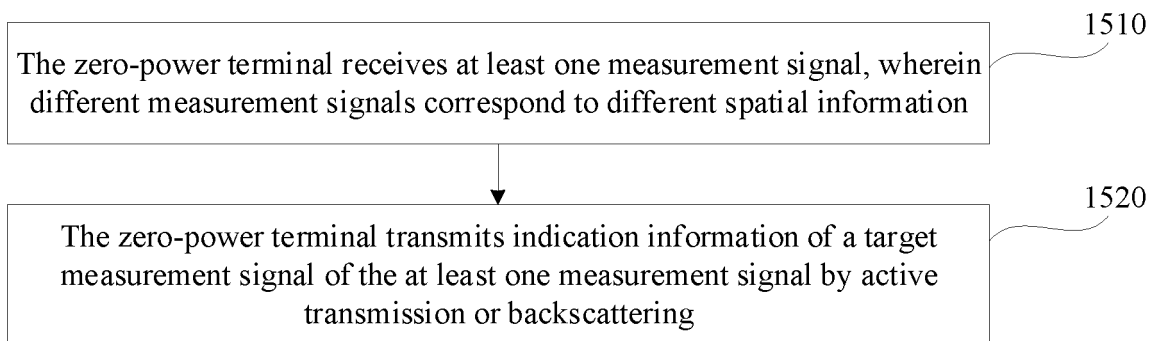 1510
The zero-power terminal receives at least one measurement signal, wherein
different measurement signals correspond to different spatial information
1520
The zero-power terminal transmits indication information of a target
measurement signal of the at least one measurement signal by active
transmission or backscattering